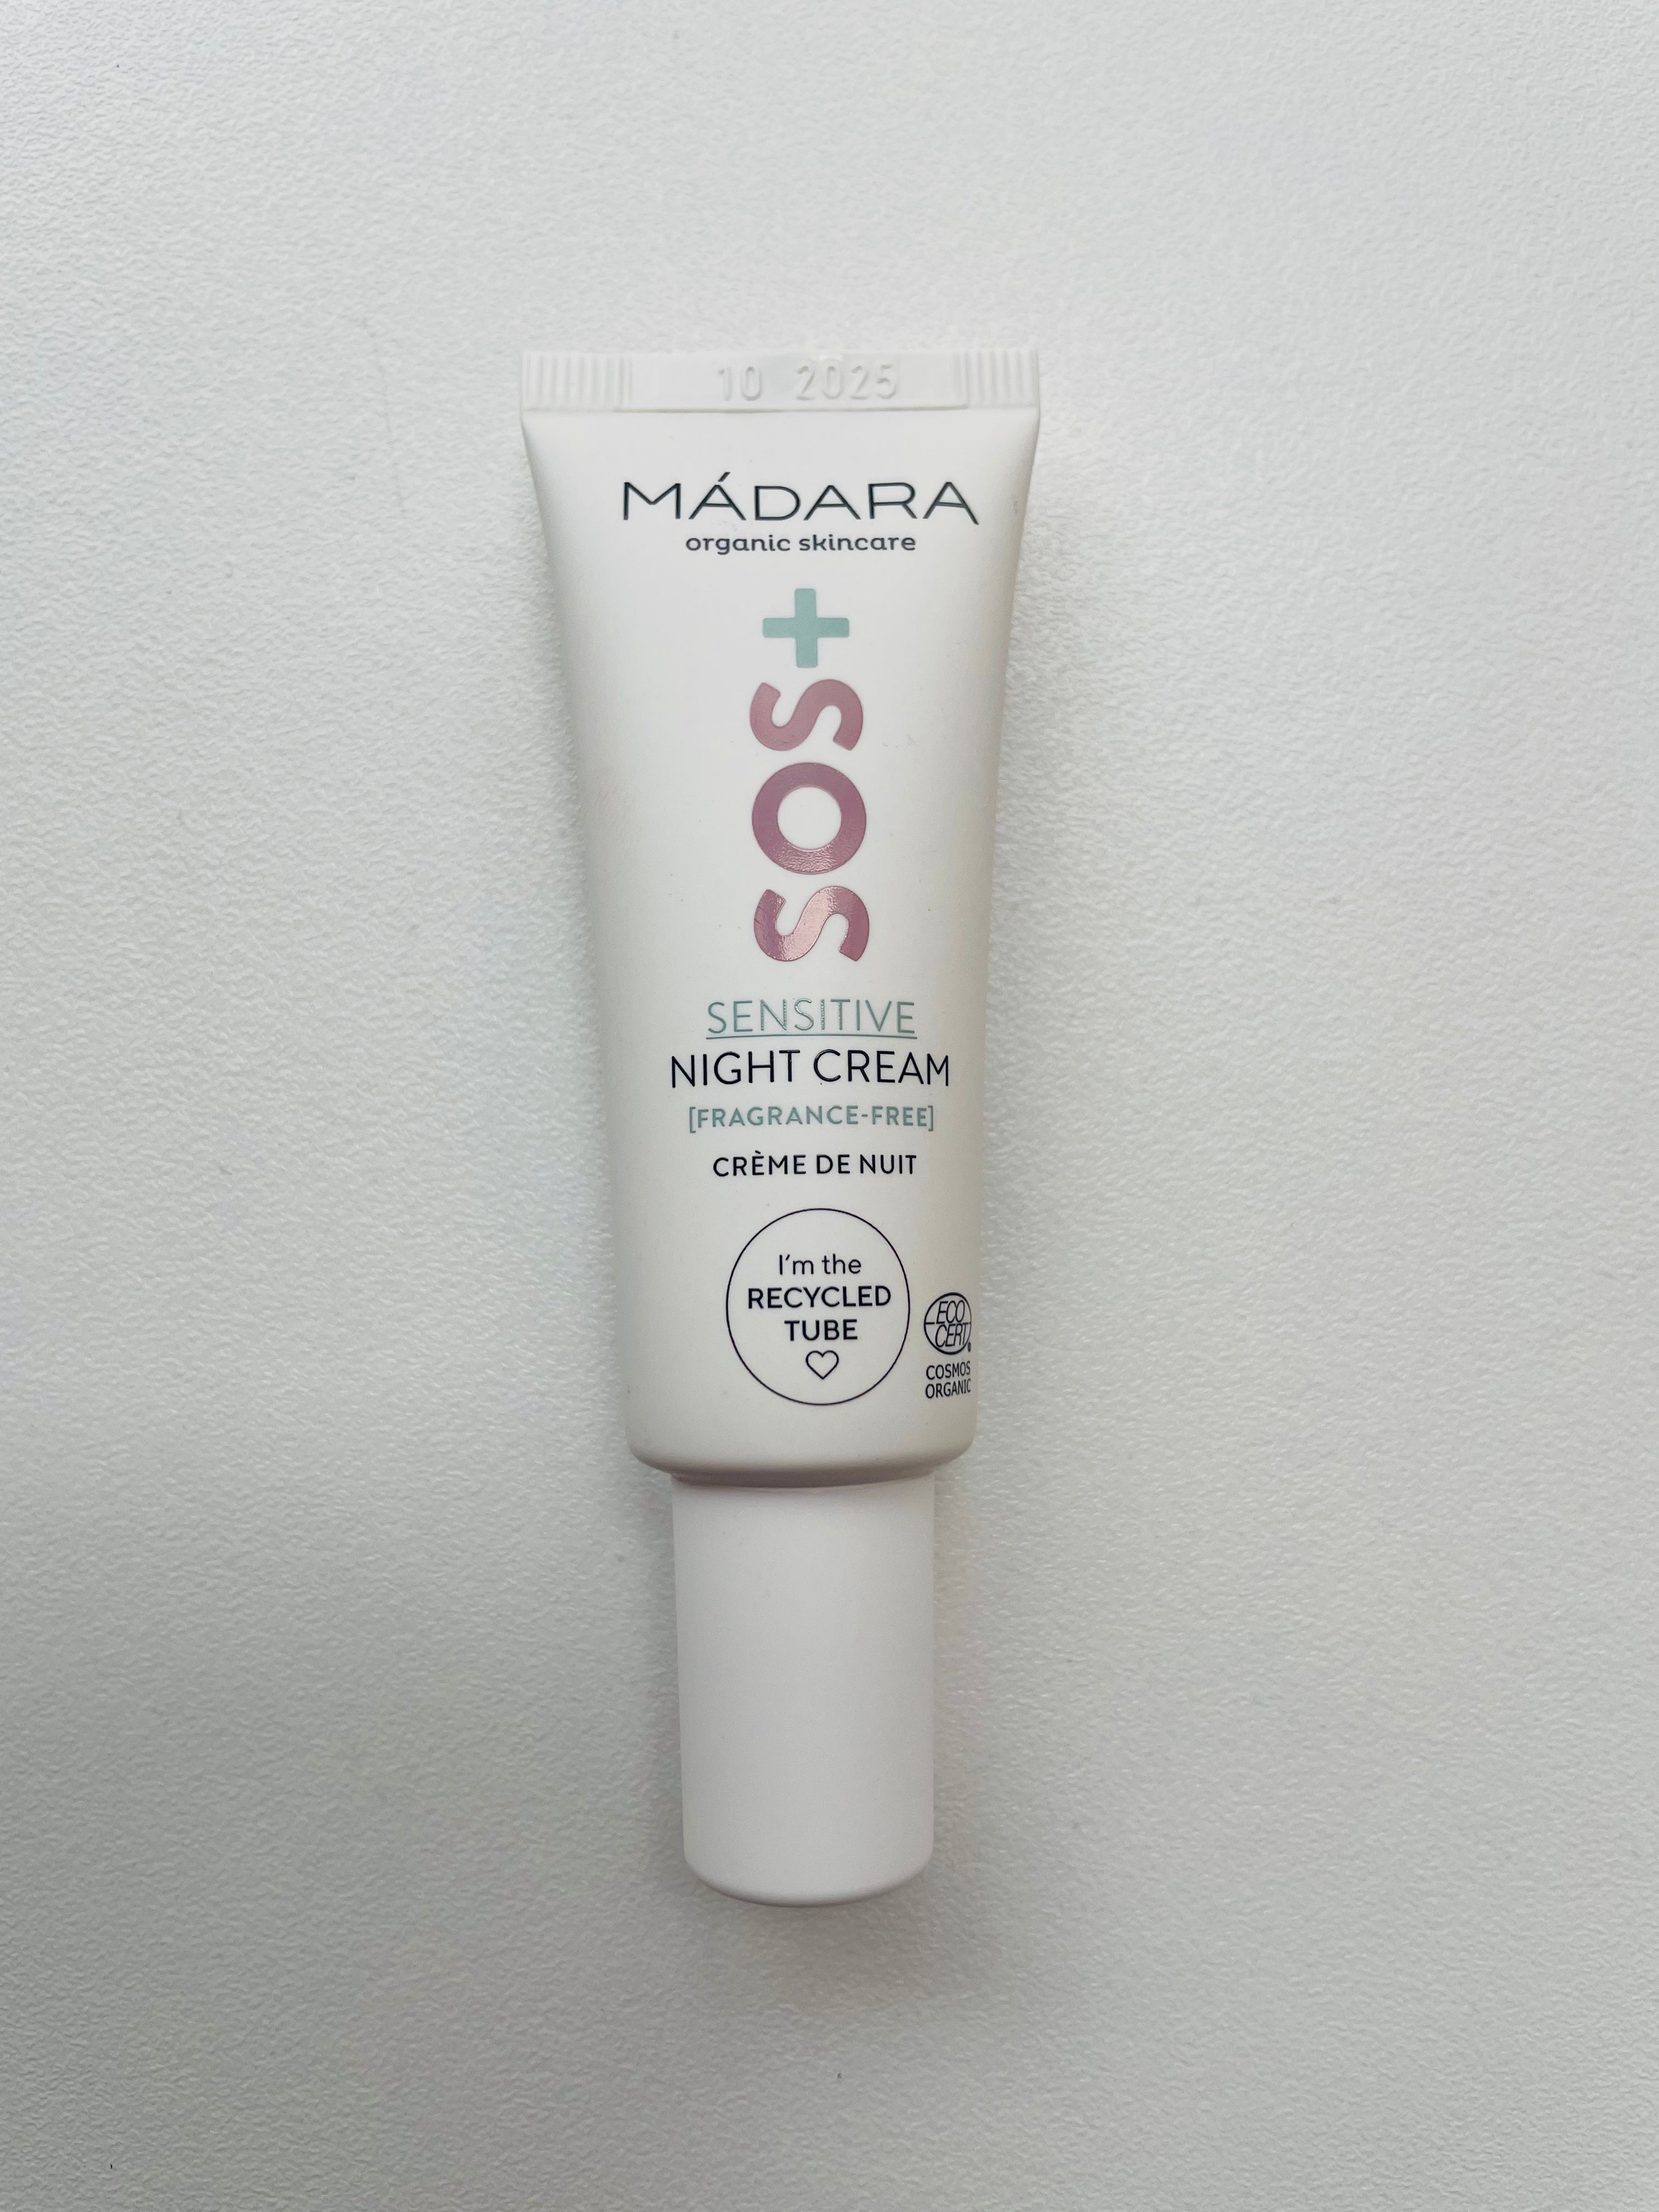 10 2025
MÁDARA
organic skincare
SOS+
SENSITIVE
NIGHT CREAM
[FRAGRANCE-FREE]
CRÈME DE NUIT
I'm the
RECYCLED
TUBE
ECO
CERT
COSMOS
ORGANIC